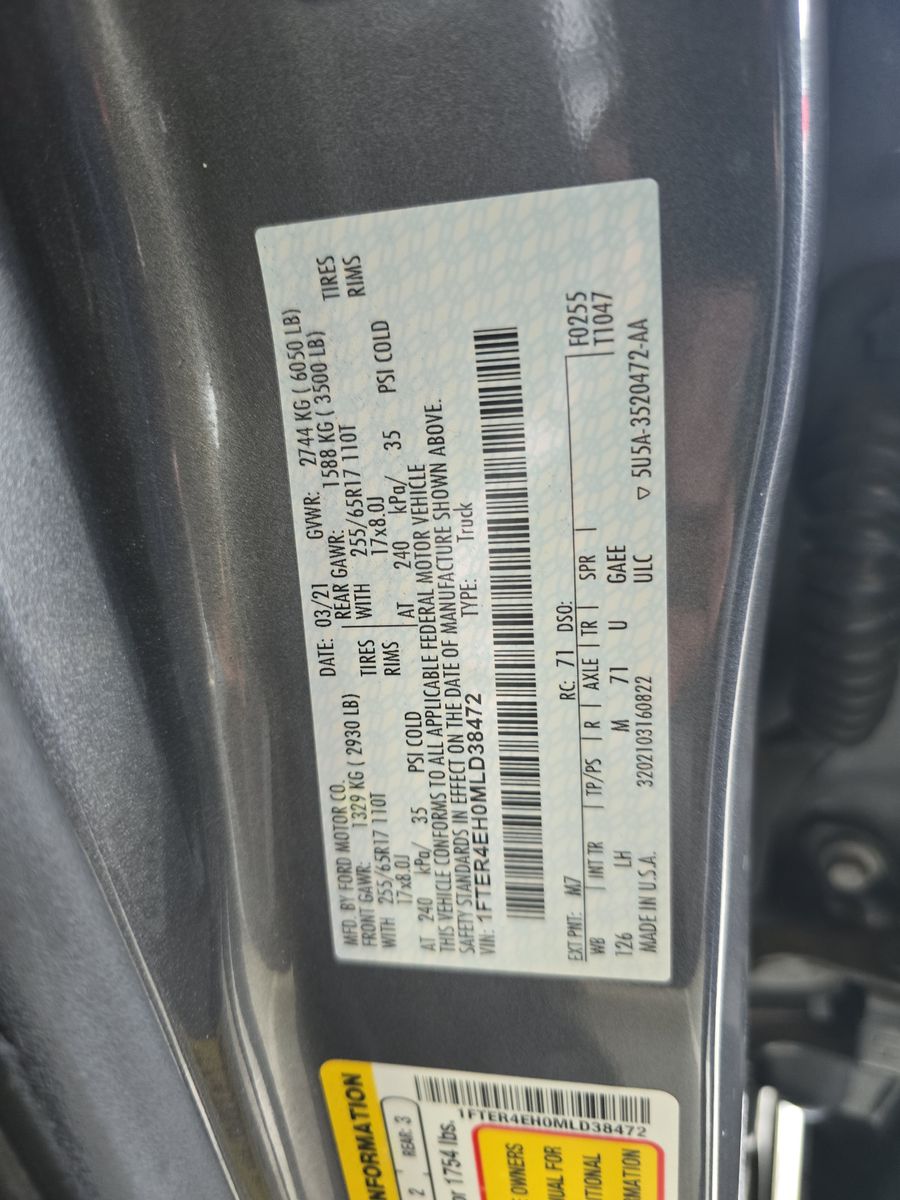 MFD. BY FORD MOTOR CO.
DATE: 03/21 GVWR: 2744 KG ( 6050 LB)
FRONT GAWR: 1329 KG ( 2930 LB) REAR GAWR: 1588 KG ( 3500 LB)
WITH 255/65R17 110T TIRES WITH 255/65R17 110T TIRES
17x8.0J RIMS 17x8.0J RIMS
AT 240 kPa/ 35 PSI COLD AT 240 kPa/ 35 PSI COLD
THIS VEHICLE CONFORMS TO ALL APPLICABLE FEDERAL MOTOR VEHICLE
SAFETY STANDARDS IN EFFECT ON THE DATE OF MANUFACTURE SHOWN ABOVE.
VIN: 1FTER4EH0MLD38472 TYPE: Truck
EXT PNT: M7 RC: 71 DSO: F0255
WB INT TR TP/PS R AXLE TR SPR T1047
126 LH M 71 U GAEE
MADE IN U.S.A. 3202103160822 ULC ▽ 5U5A-3520472-AA
NFORMATION
2 REAR: 3
or 1754 lbs.
1FTER4EH0MLD38472
OWNERS
UAL FOR
ITIONAL
RMATION